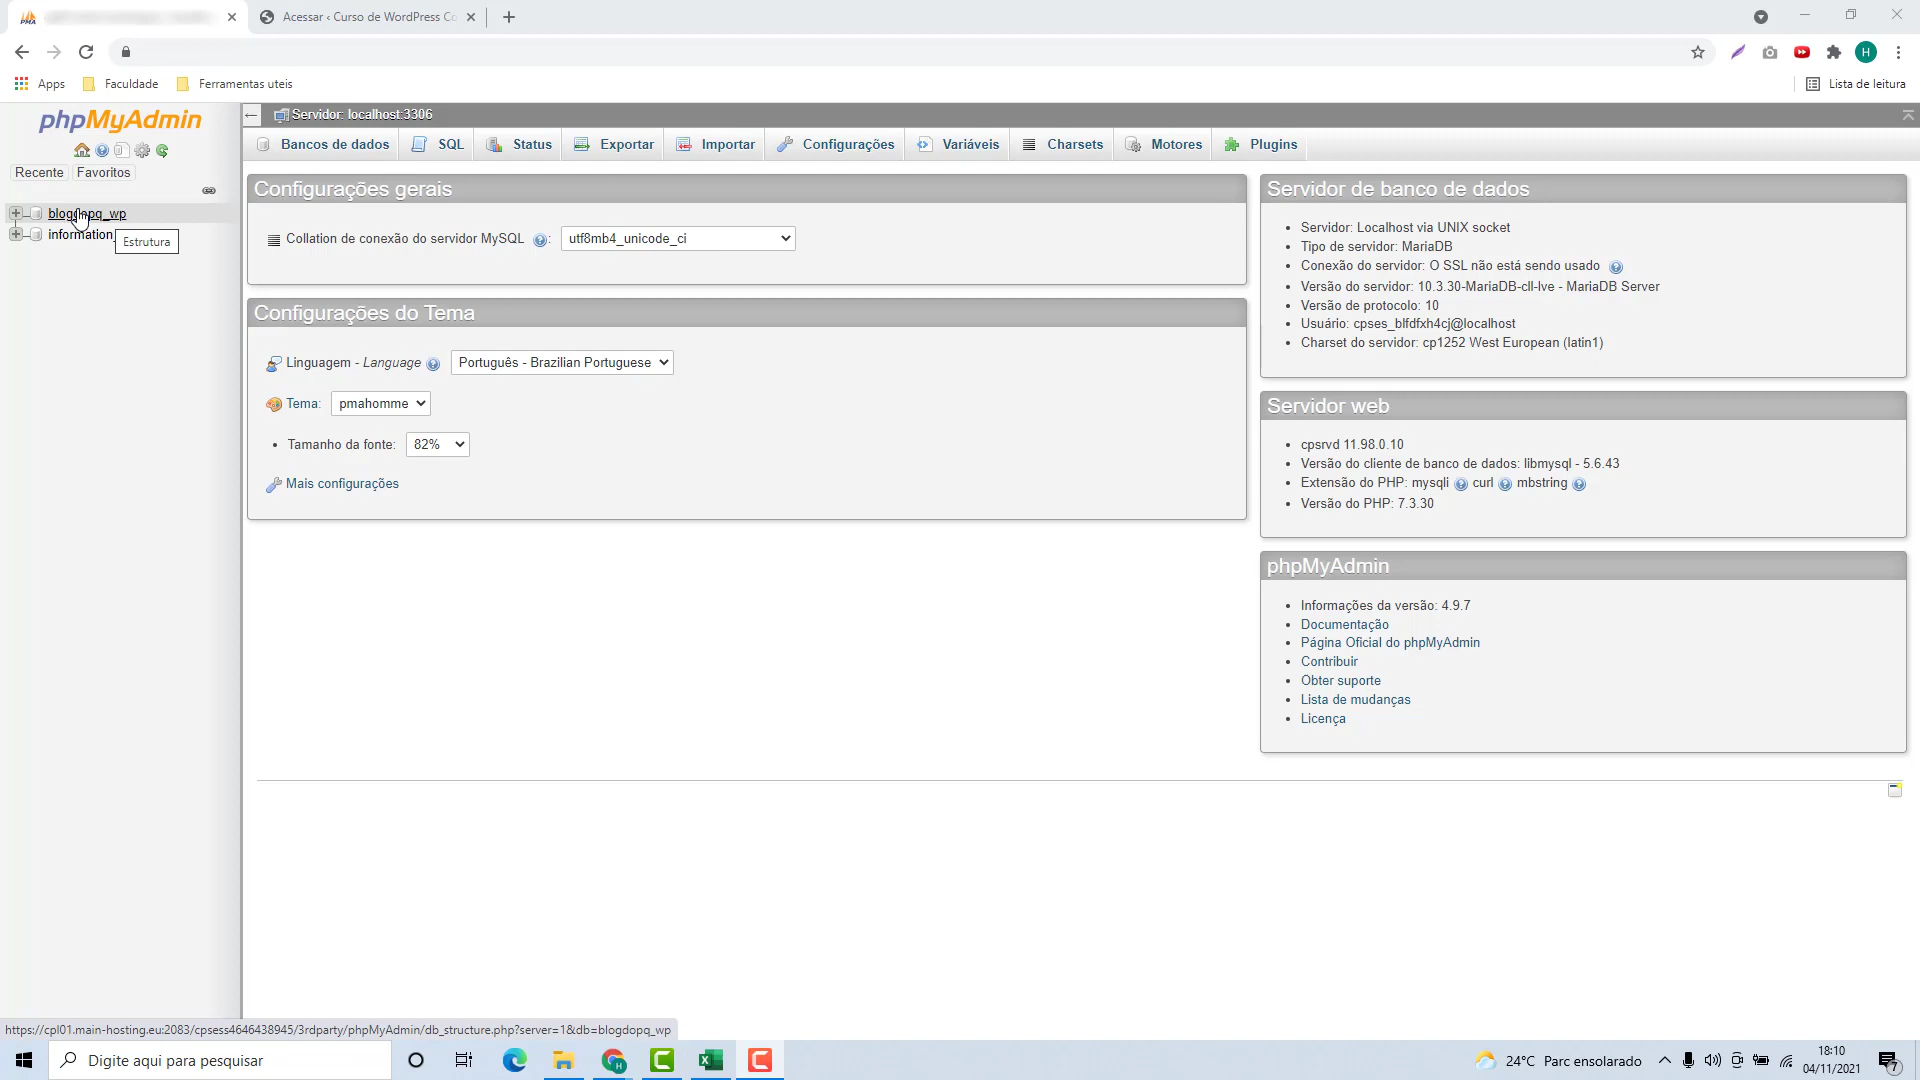 Acessar ‹ Curso de WordPress Co
Apps
Faculdade
Ferramentas uteis
Lista de leitura
H
phpMyAdmin
Recente
Favoritos
blogdopq_wp
information_
Estrutura
Servidor: localhost:3306
Bancos de dados
SQL
Status
Exportar
Importar
Configurações
Variáveis
Charsets
Motores
Plugins
Configurações gerais
Collation de conexão do servidor MySQL : utf8mb4_unicode_ci
Configurações do Tema
Linguagem - Language Português - Brazilian Portuguese
Tema: pmahomme
Tamanho da fonte: 82%
Mais configurações
Servidor de banco de dados
Servidor: Localhost via UNIX socket
Tipo de servidor: MariaDB
Conexão do servidor: O SSL não está sendo usado
Versão do servidor: 10.3.30-MariaDB-cll-lve - MariaDB Server
Versão de protocolo: 10
Usuário: cpses_blfdfxh4cj@localhost
Charset do servidor: cp1252 West European (latin1)
Servidor web
cpsrvd 11.98.0.10
Versão do cliente de banco de dados: libmysql - 5.6.43
Extensão do PHP: mysqli curl mbstring
Versão do PHP: 7.3.30
phpMyAdmin
Informações da versão: 4.9.7
Documentação
Página Oficial do phpMyAdmin
Contribuir
Obter suporte
Lista de mudanças
Licença
https://cpl01.main-hosting.eu:2083/cpsess4646438945/3rdparty/phpMyAdmin/db_structure.php?server=1&db=blogdopq_wp
Digite aqui para pesquisar
24°C Parc ensolarado
18:10
04/11/2021
7